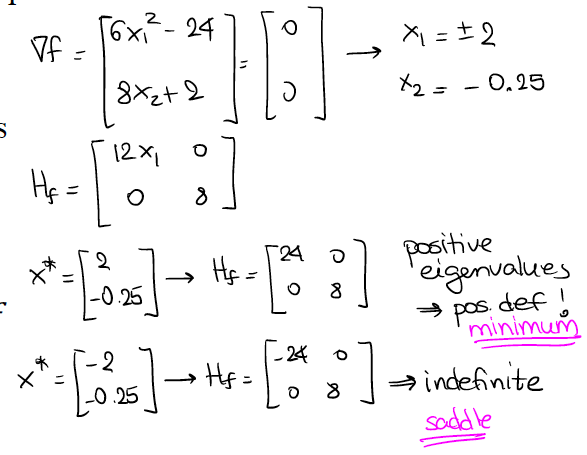 ∇f = [6x₁² - 24; 8x₂ + 2] = [0; 0] → x₁ = ±2
x₂ = -0.25
H_f = [12x₁ 0; 0 8]
x* = [2; -0.25] → H_f = [24 0; 0 8] positive
eigenvalues
⇒ pos. def!
minimum
x* = [-2; -0.25] → H_f = [-24 0; 0 8] ⇒ indefinite
saddle